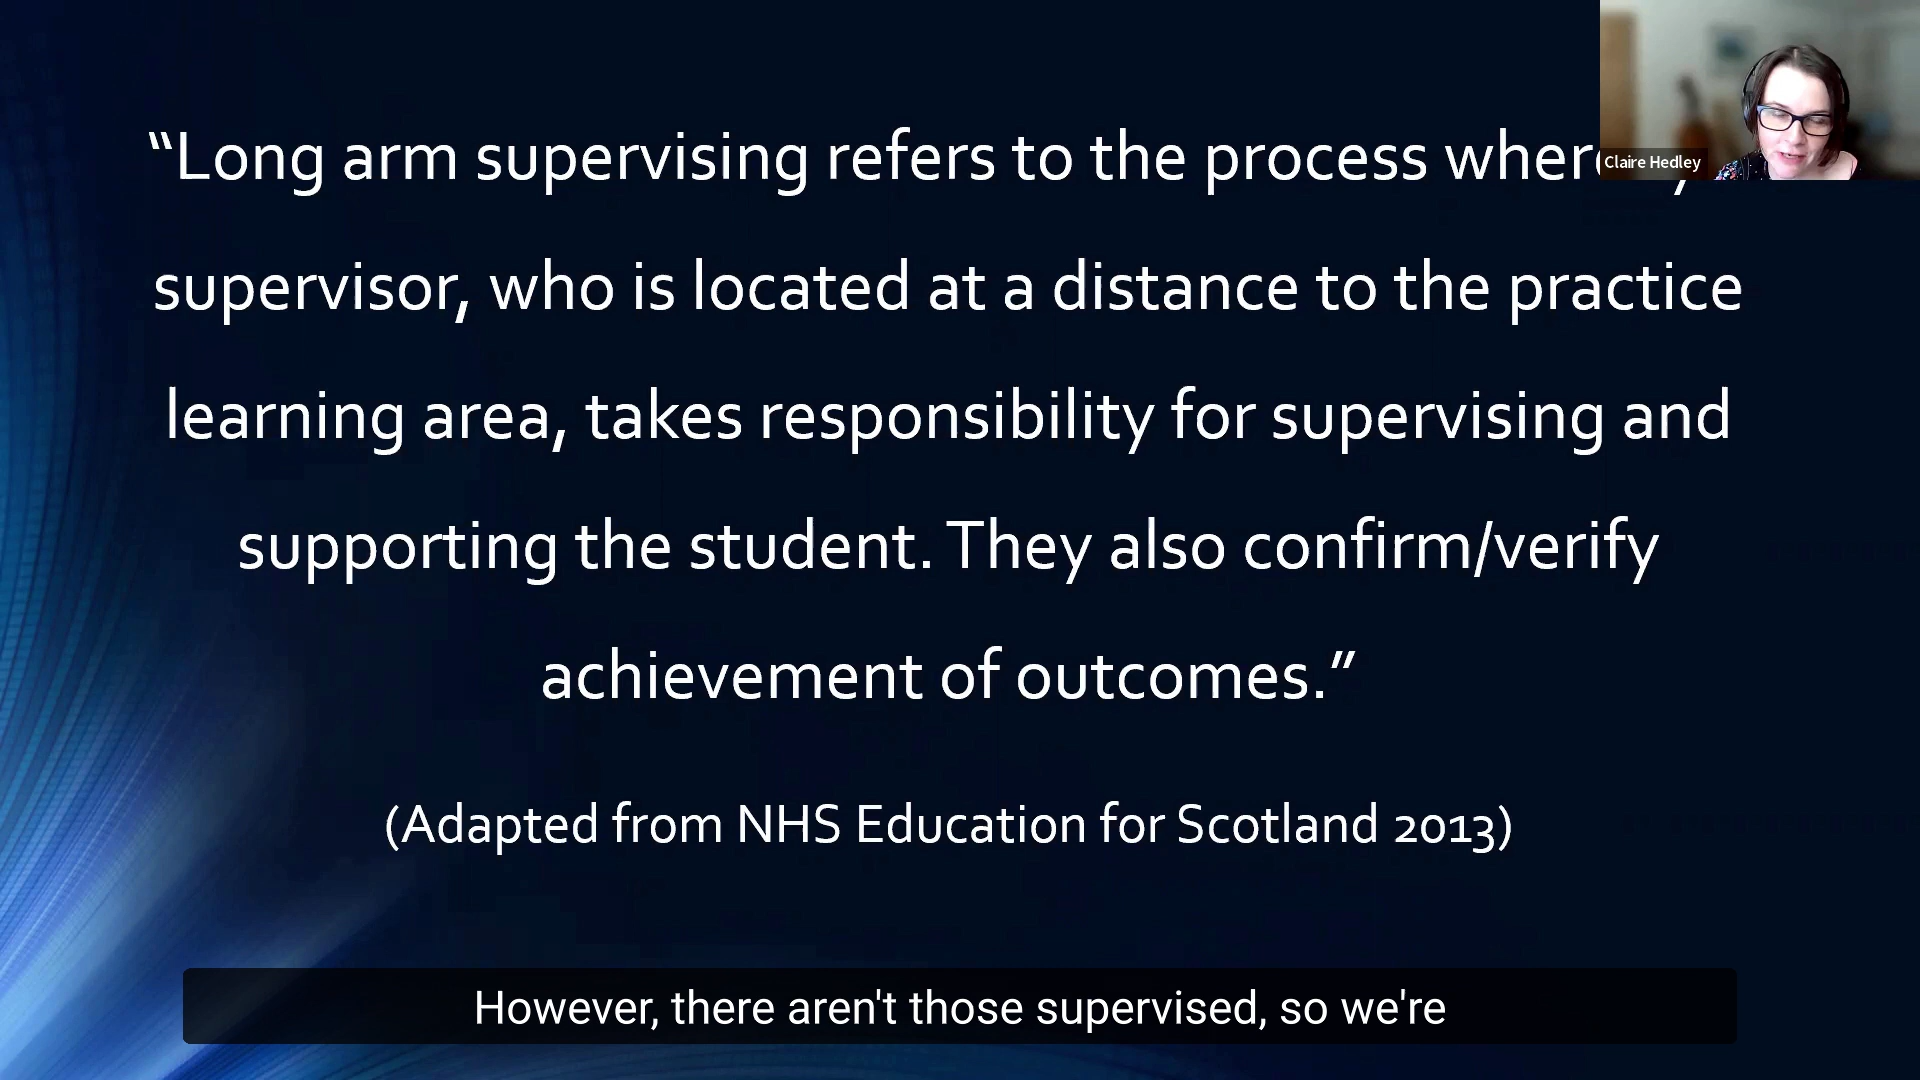 “Long arm supervising refers to the process where
Claire Hedley
supervisor, who is located at a distance to the practice
learning area, takes responsibility for supervising and
supporting the student. They also confirm/verify
achievement of outcomes.”
(Adapted from NHS Education for Scotland 2013)
However, there aren't those supervised, so we're